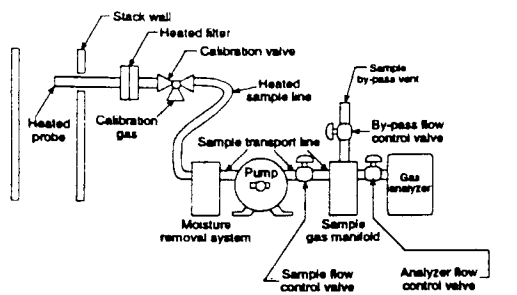 Stack wall
Heated filter
Calibration valve
Heated
sample line
Sample
by-pass vent
Heated
probe
Calibration
gas
By-pass flow
control valve
Sample transport line
Pump
Gas
analyzer
Moisture
removal system
Sample
gas manifold
Sample flow
control valve
Analyzer flow
control valve